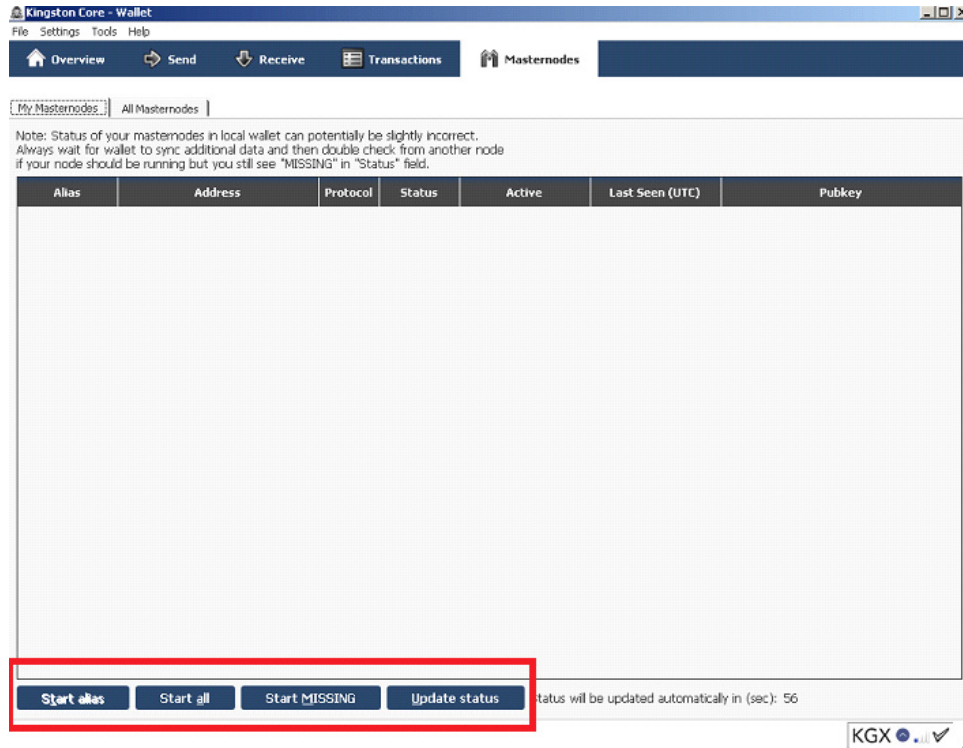 Kingston Core - Wallet
File Settings Tools Help
Overview Send Receive Transactions Masternodes
My Masternodes All Masternodes
Note: Status of your masternodes in local wallet can potentially be slightly incorrect.
Always wait for wallet to sync additional data and then double check from another node
if your node should be running but you still see "MISSING" in "Status" field.
Alias Address Protocol Status Active Last Seen (UTC) Pubkey
Start alias Start all Start MISSING Update status Status will be updated automatically in (sec): 56
KGX